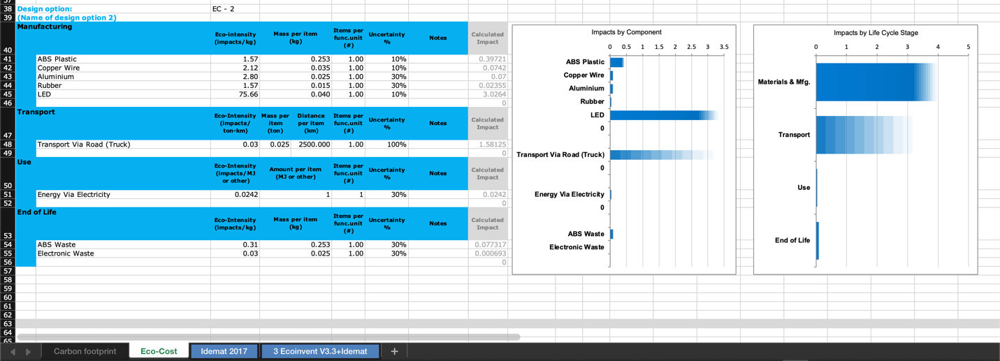 37
38 Design option: EC - 2
39 (Name of design option 2)
Manufacturing
40 Eco-intensity (impacts/kg) Mass per item (kg) Items per func.unit (#) Uncertainty % Notes Calculated Impact
41 ABS Plastic 1.57 0.253 1.00 10% 0.39721
42 Copper Wire 2.12 0.035 1.00 10% 0.0742
43 Aluminium 2.80 0.025 1.00 30% 0.07
44 Rubber 1.57 0.015 1.00 30% 0.02355
45 LED 75.66 0.040 1.00 10% 3.0264
46 0
Transport
47 Eco-Intensity (impacts/ ton-km) Mass per item (ton) Distance per item (km) Items per func.unit (#) Uncertainty % Notes Calculated Impact
48 Transport Via Road (Truck) 0.03 0.025 2500.000 1.00 100% 1.58125
49 0
Use
50 Eco-Intensity (impacts/MJ or other) Amount per item (MJ or other) Items per func.unit (#) Uncertainty % Notes Calculated Impact
51 Energy Via Electricity 0.0242 1 1 30% 0.0242
52 0
End of Life
53 Eco-Intensity (impacts/kg) Mass per item (kg) Items per func.unit (#) Uncertainty % Notes Calculated Impact
54 ABS Waste 0.31 0.253 1.00 30% 0.077317
55 Electronic Waste 0.03 0.025 1.00 30% 0.000693
56 0
57
58
59
60
61
62
63
64
65
Impacts by Component
0 0.5 1 1.5 2 2.5 3 3.5
ABS Plastic
Copper Wire
Aluminium
Rubber
LED
0
Transport Via Road (Truck)
0
Energy Via Electricity
0
ABS Waste
Electronic Waste
Impacts by Life Cycle Stage
0 1 2 3 4 5
Materials & Mfg.
Transport
Use
End of Life
Carbon footprint Eco-Cost Idemat 2017 3 Ecoinvent V3.3+Idemat +